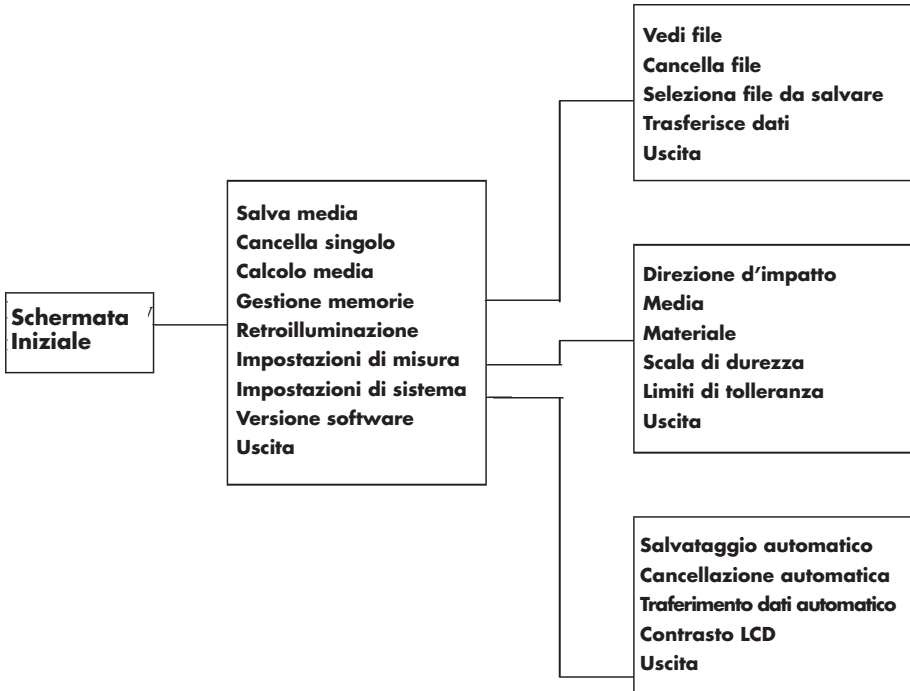 Schermata
Iniziale
Salva media
Cancella singolo
Calcolo media
Gestione memorie
Retroilluminazione
Impostazioni di misura
Impostazioni di sistema
Versione software
Uscita
Vedi file
Cancella file
Seleziona file da salvare
Trasferisce dati
Uscita
Direzione d’impatto
Media
Materiale
Scala di durezza
Limiti di tolleranza
Uscita
Salvataggio automatico
Cancellazione automatica
Traferimento dati automatico
Contrasto LCD
Uscita